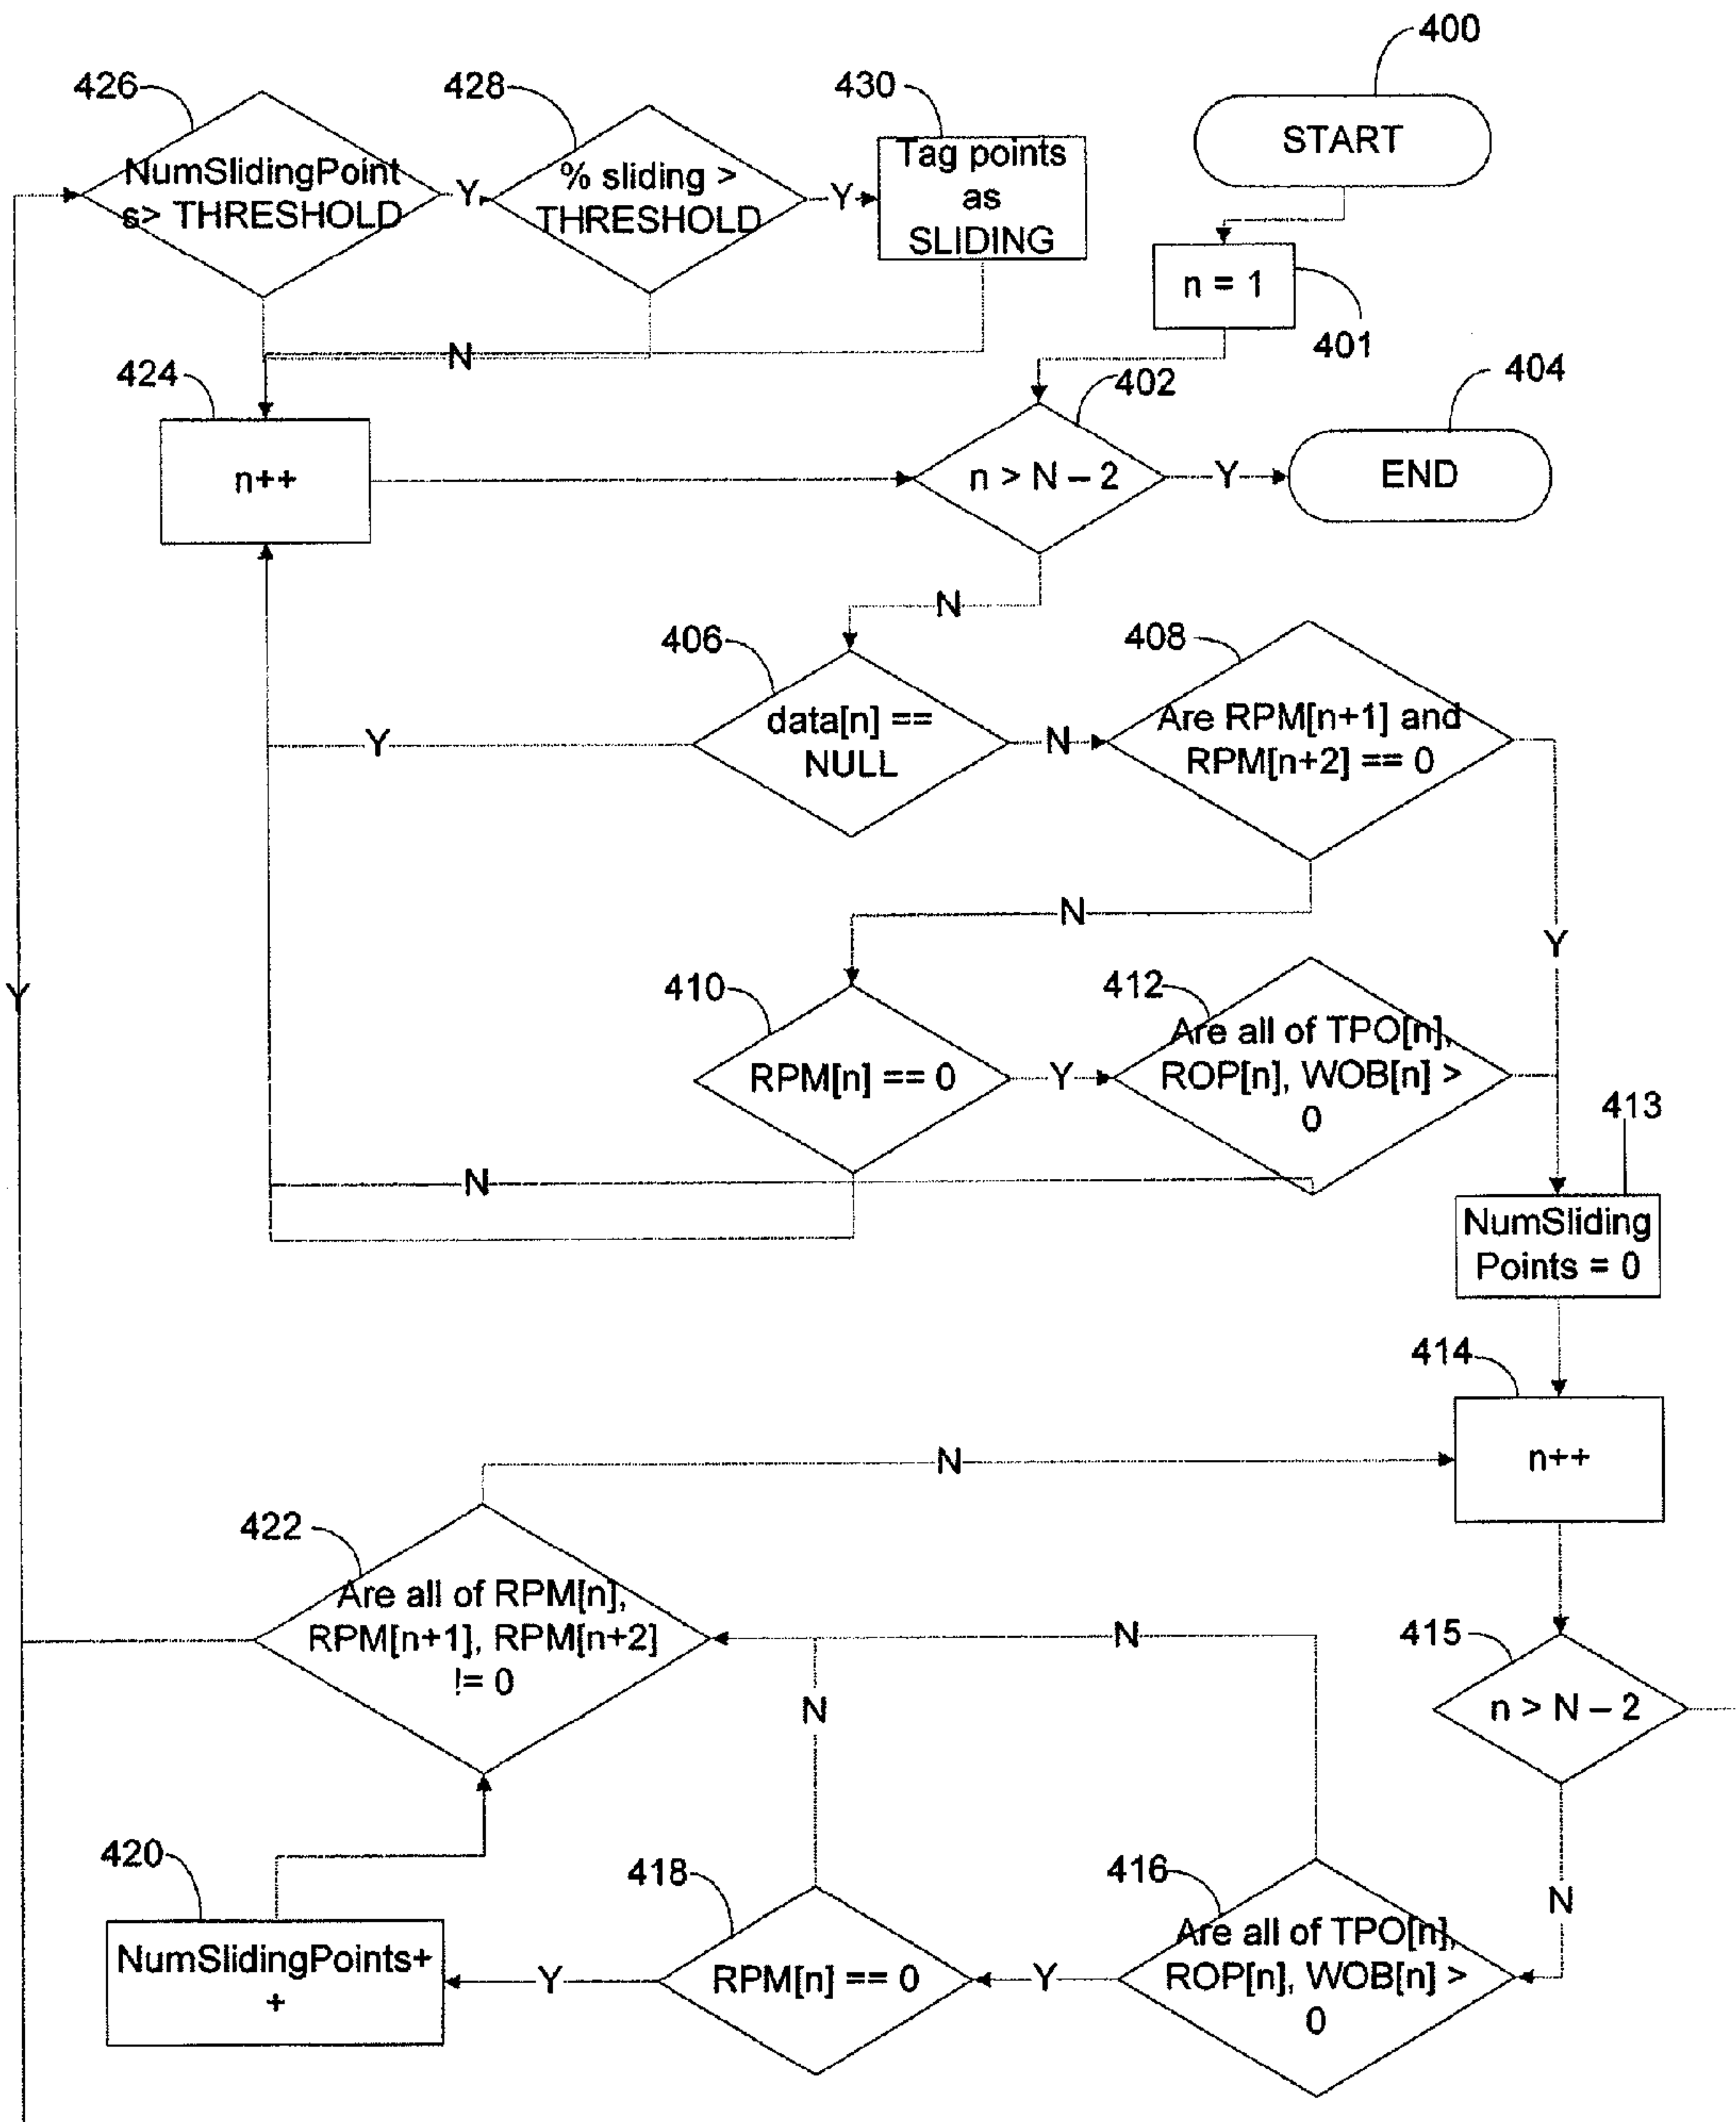 400
START
426
NumSlidingPoint
s> THRESHOLD
Y
428
% sliding >
THRESHOLD
Y
430
Tag points
as
SLIDING
n = 1
401
N
424
n++
402
n > N – 2
Y
404
END
N
406
data[n] ==
NULL
Y
N
408
Are RPM[n+1] and
RPM[n+2] == 0
N
Y
Y
410
RPM[n] == 0
Y
412
Are all of TPO[n],
ROP[n], WOB[n] >
0
N
413
NumSliding
Points = 0
414
n++
N
422
Are all of RPM[n],
RPM[n+1], RPM[n+2]
!= 0
N
N
415
n > N – 2
N
420
NumSlidingPoints+
+
Y
418
RPM[n] == 0
Y
416
Are all of TPO[n],
ROP[n], WOB[n] >
0